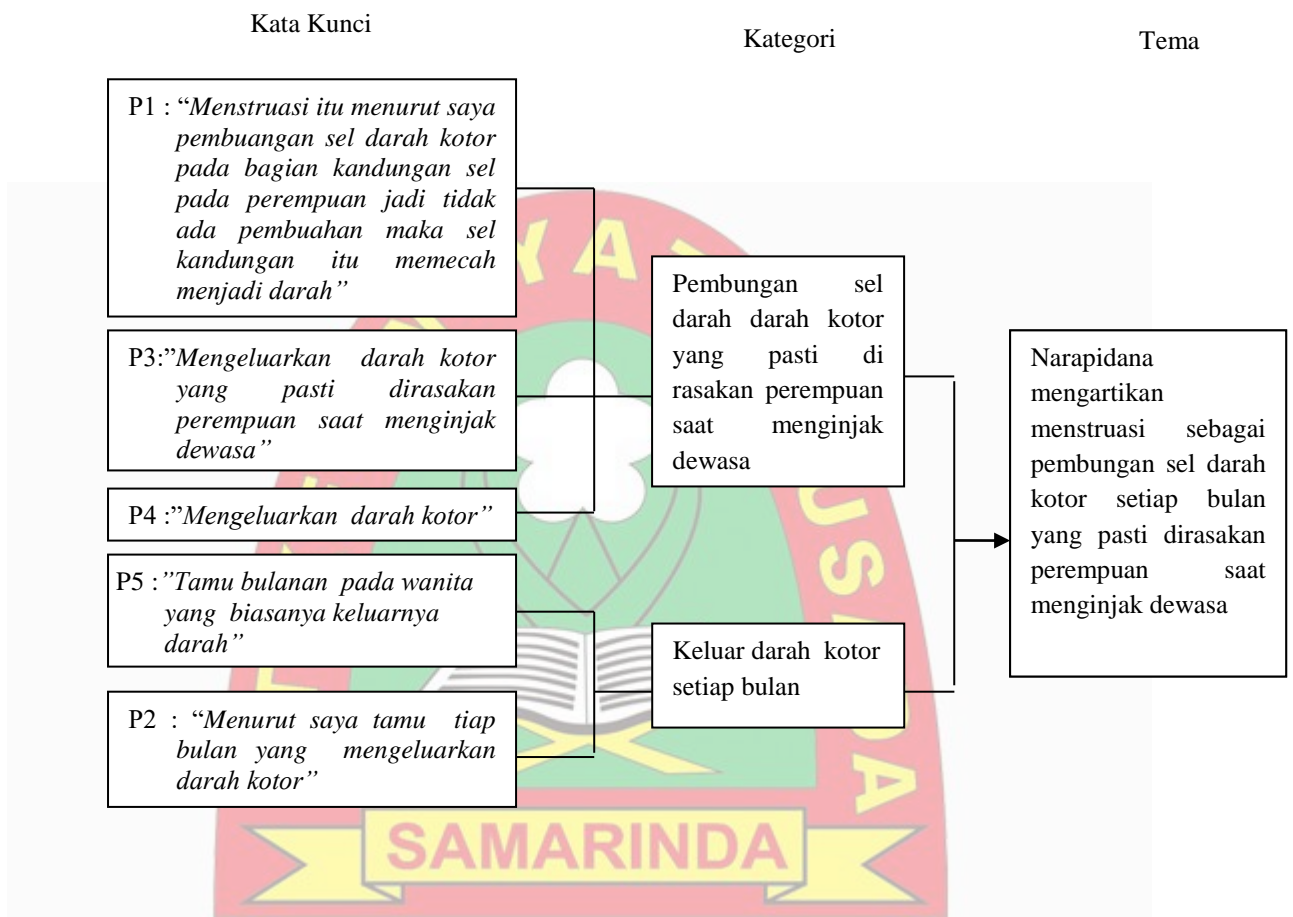 Kata Kunci
Kategori
Tema
P1 : “Menstruasi itu menurut saya
pembuangan sel darah kotor
pada bagian kandungan sel
pada perempuan jadi tidak
ada pembuahan maka sel
kandungan itu memecah
menjadi darah”
P3:”Mengeluarkan darah kotor
yang pasti dirasakan
perempuan saat menginjak
dewasa”
P4 :”Mengeluarkan darah kotor”
P5 :”Tamu bulanan pada wanita
yang biasanya keluarnya
darah”
P2 : “Menurut saya tamu tiap
bulan yang mengeluarkan
darah kotor”
Pembungan sel
darah darah kotor
yang pasti di
rasakan perempuan
saat menginjak
dewasa
Keluar darah kotor
setiap bulan
Narapidana
mengartikan
menstruasi sebagai
pembungan sel darah
kotor setiap bulan
yang pasti dirasakan
perempuan saat
menginjak dewasa
SAMARINDA